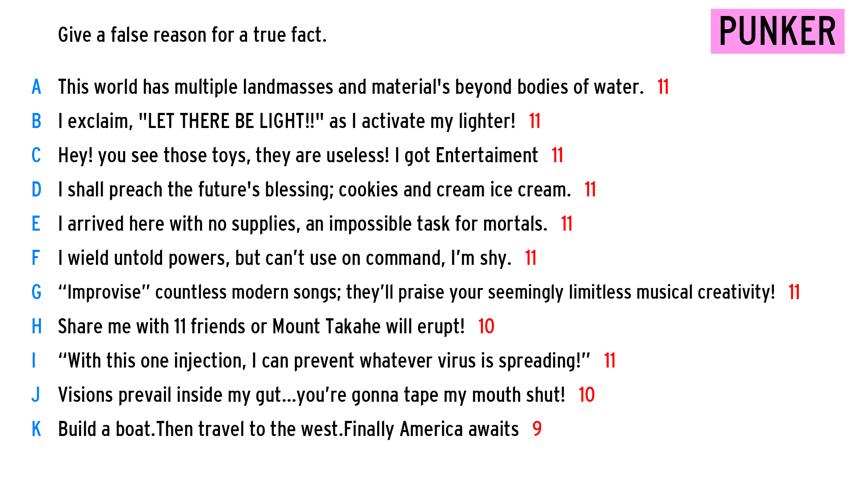 PUNKER
Give a false reason for a true fact.
A This world has multiple landmasses and material's beyond bodies of water. 11
B I exclaim, "LET THERE BE LIGHT!!" as I activate my lighter! 11
C Hey! you see those toys, they are useless! I got Entertaiment 11
D I shall preach the future's blessing; cookies and cream ice cream. 11
E I arrived here with no supplies, an impossible task for mortals. 11
F I wield untold powers, but can’t use on command, I’m shy. 11
G “Improvise” countless modern songs; they’ll praise your seemingly limitless musical creativity! 11
H Share me with 11 friends or Mount Takahe will erupt! 10
I “With this one injection, I can prevent whatever virus is spreading!” 11
J Visions prevail inside my gut...you’re gonna tape my mouth shut! 10
K Build a boat.Then travel to the west.Finally America awaits 9